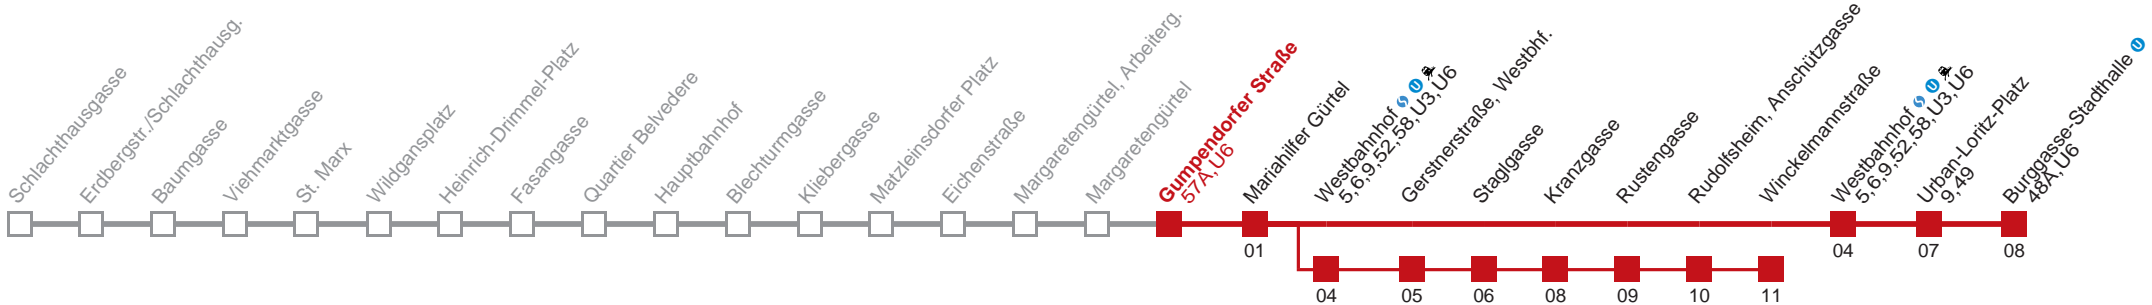 Schlachthausgasse
Erdbergstr./Schlachthausg.
Baumgasse
Viehmarktgasse
St. Marx
Wildgansplatz
Heinrich-Drimmel-Platz
Fasangasse
Quartier Belvedere
Hauptbahnhof
Blechturmgasse
Kliebergasse
Matzleinsdorfer Platz
Eichenstraße
Margaretengürtel, Arbeiterg.
Margaretengürtel
Gumpendorfer Straße
57A,U6
Mariahilfer Gürtel
Westbahnhof S U
5,6,9,52,58,U3,U6
Gerstnerstraße, Westbhf.
Staglgasse
Kranzgasse
Rustengasse
Rudolfsheim, Anschützgasse
Winckelmannstraße
Westbahnhof S U
5,6,9,52,58,U3,U6
Urban-Loritz-Platz
9,49
Burggasse-Stadthalle U
48A,U6
01
04
07
08
04
05
06
08
09
10
11